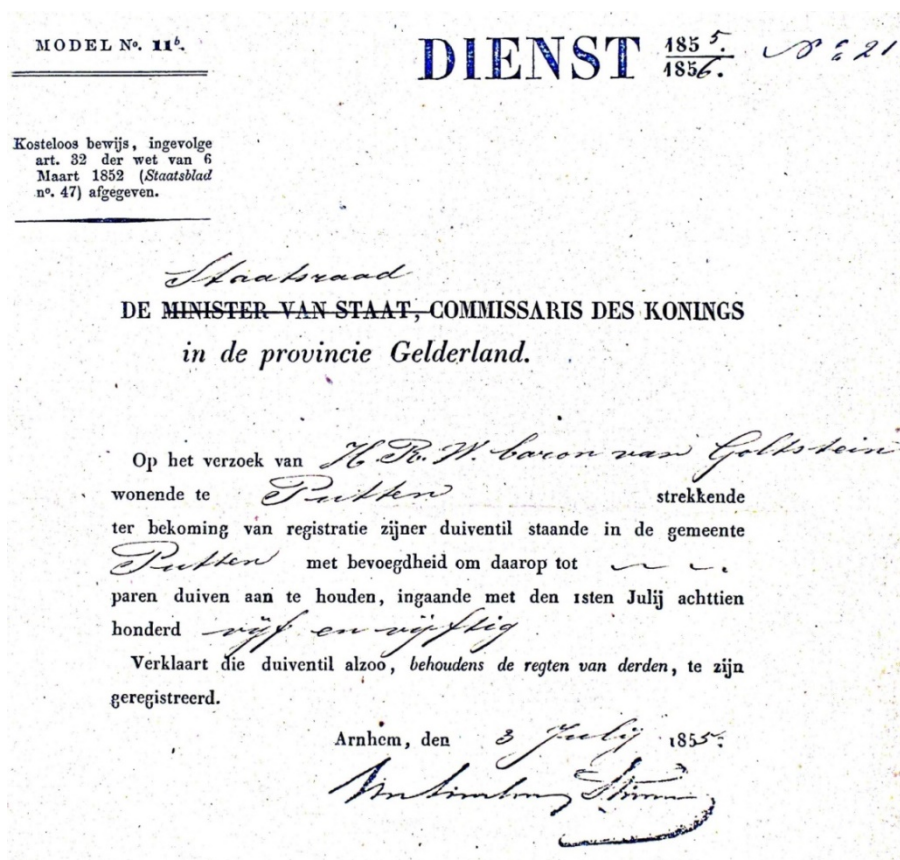 MODEL No. 11b.
DIENST 1855. 1856. No 21
Kosteloos bewijs, ingevolge
art. 32 der wet van 6
Maart 1852 (Staatsblad
no. 47) afgegeven.
Staatsraad
DE MINISTER VAN STAAT, COMMISSARIS DES KONINGS
in de provincie Gelderland.
Op het verzoek van H. R. W. baron van Goltstein
wonende te Putten strekkende
ter bekoming van registratie zijner duiventil staande in de gemeente
Putten met bevoegdheid om daarop tot
paren duiven aan te houden, ingaande met den 1sten Julij achttien
honderd vijf en vijftig
Verklaart die duiventil alzoo, behoudens de regten van derden, te zijn
geregistreerd.
Arnhem, den 3 July 1855.